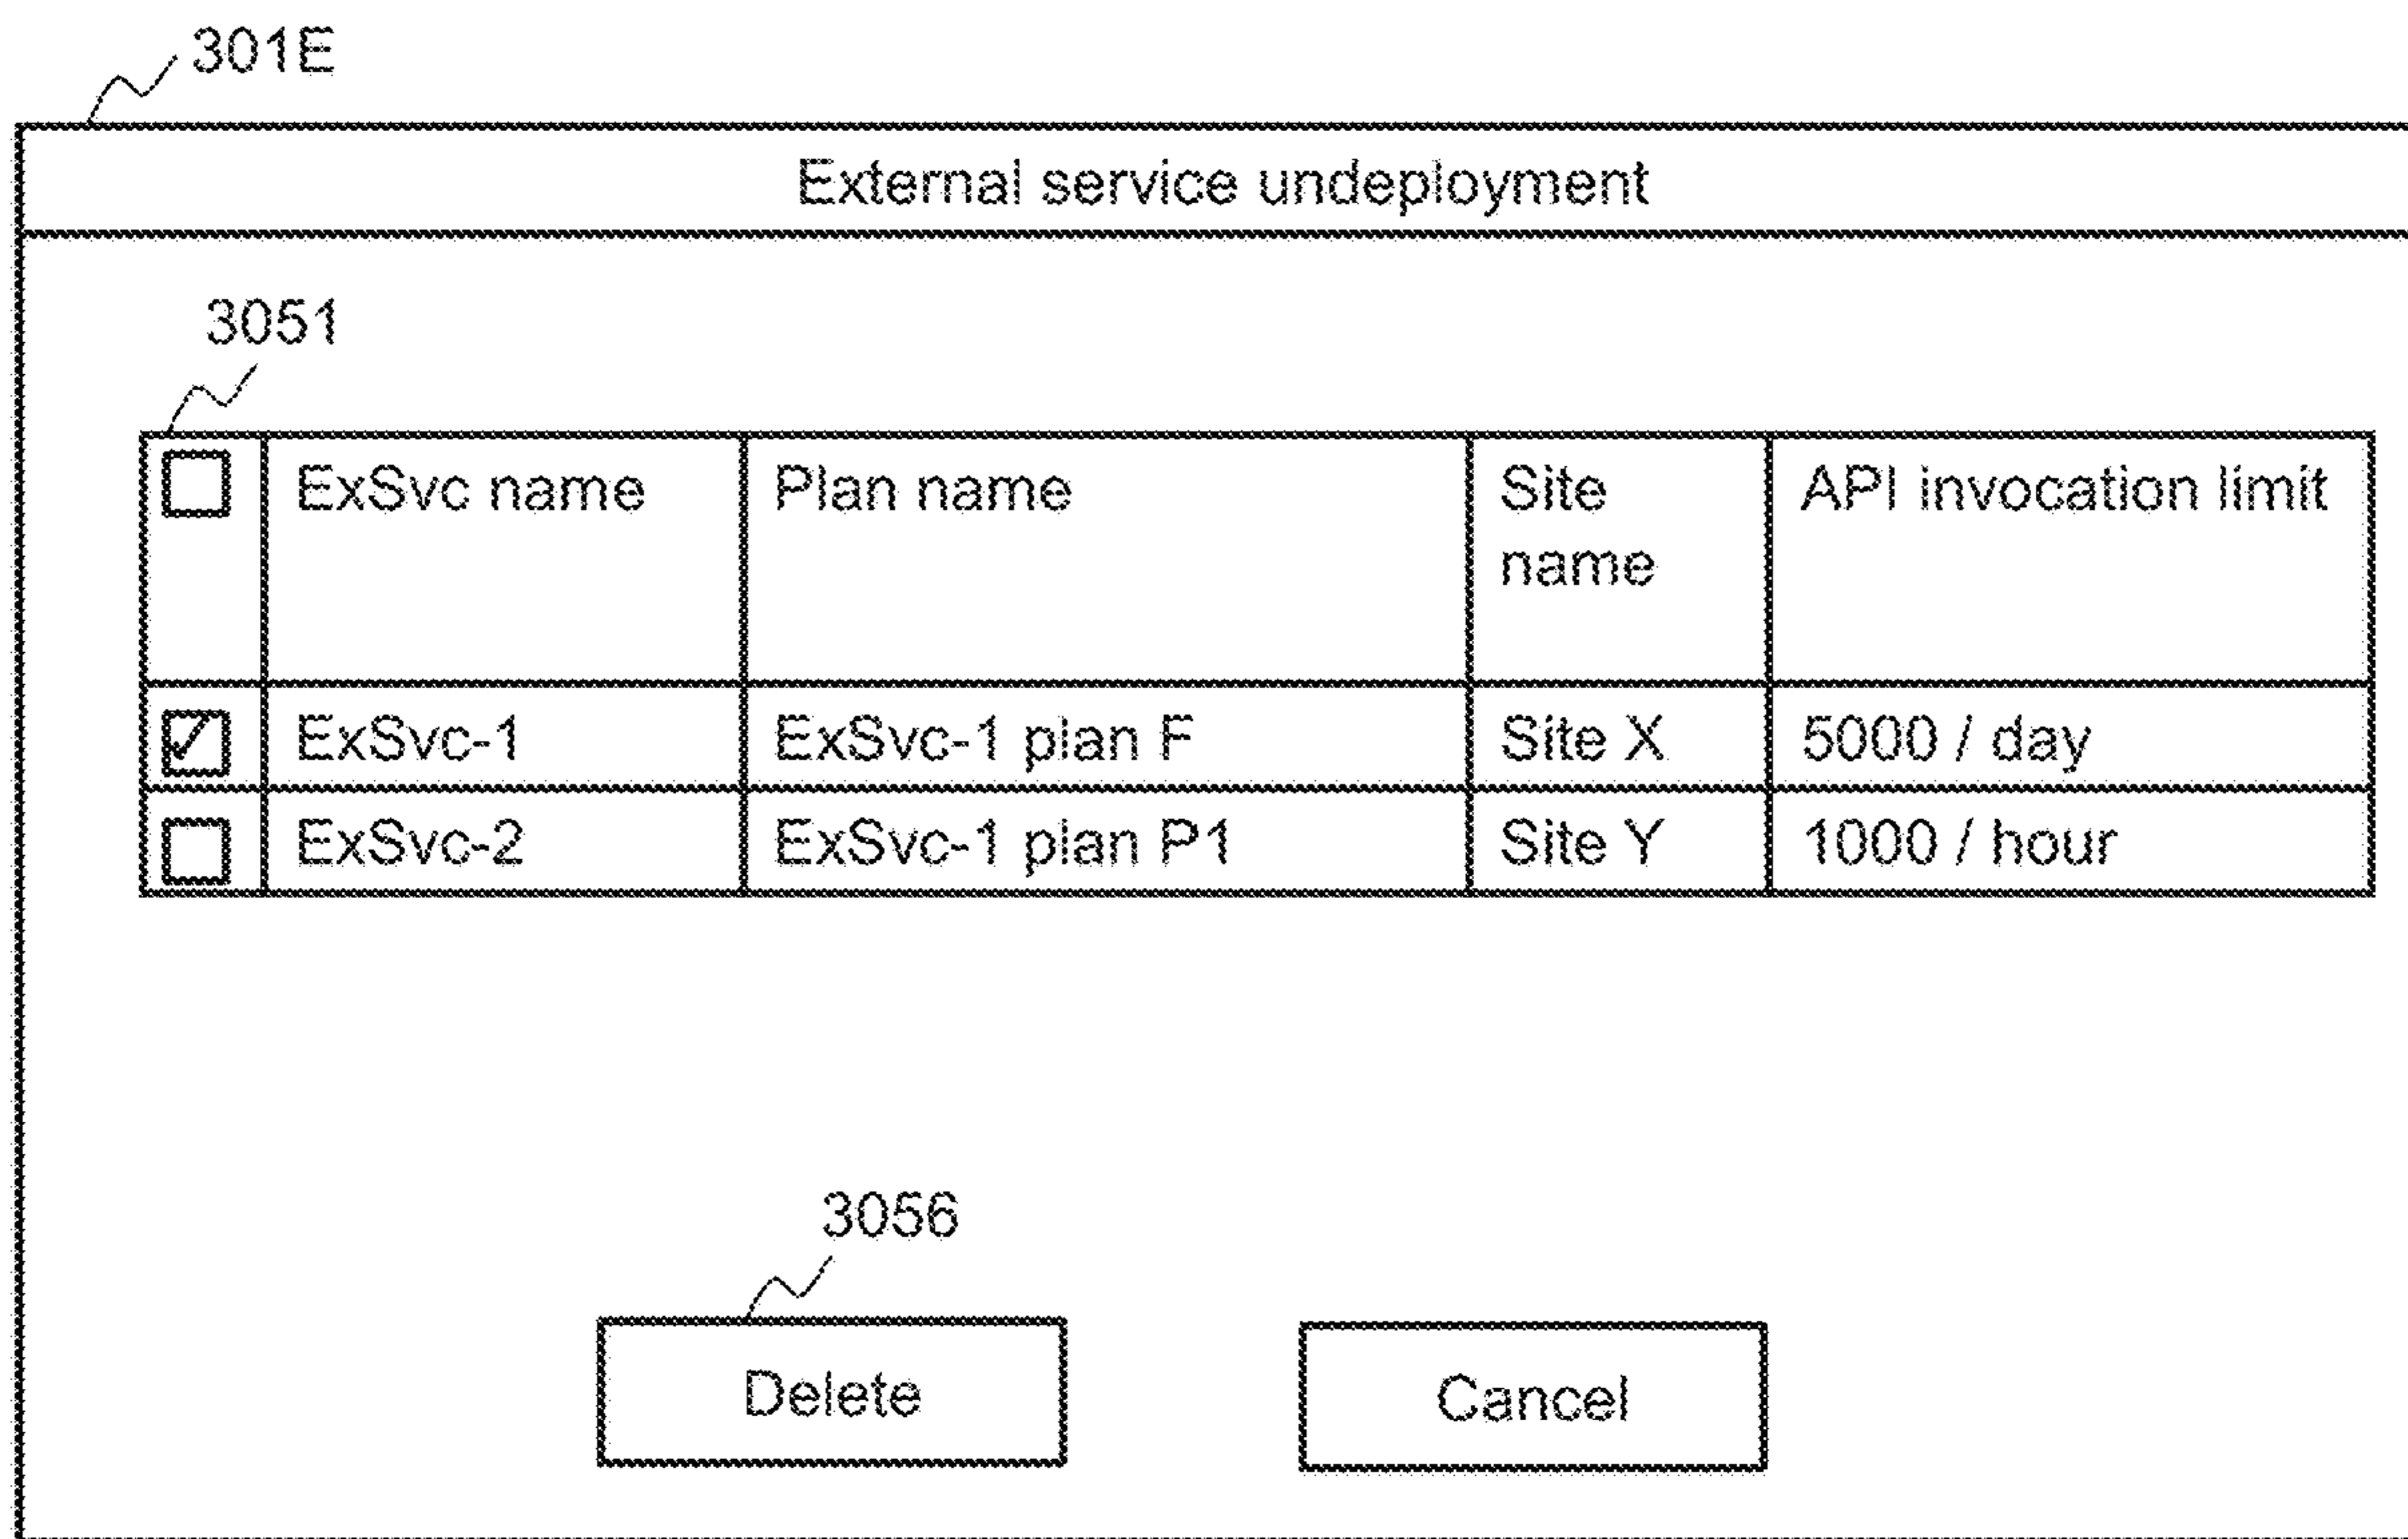 301E
External service undeployment
3051
ExSvc name Plan name Site name API invocation limit
ExSvc-1 ExSvc-1 plan F Site X 5000 / day
ExSvc-2 ExSvc-1 plan P1 Site Y 1000 / hour
3056
Delete Cancel